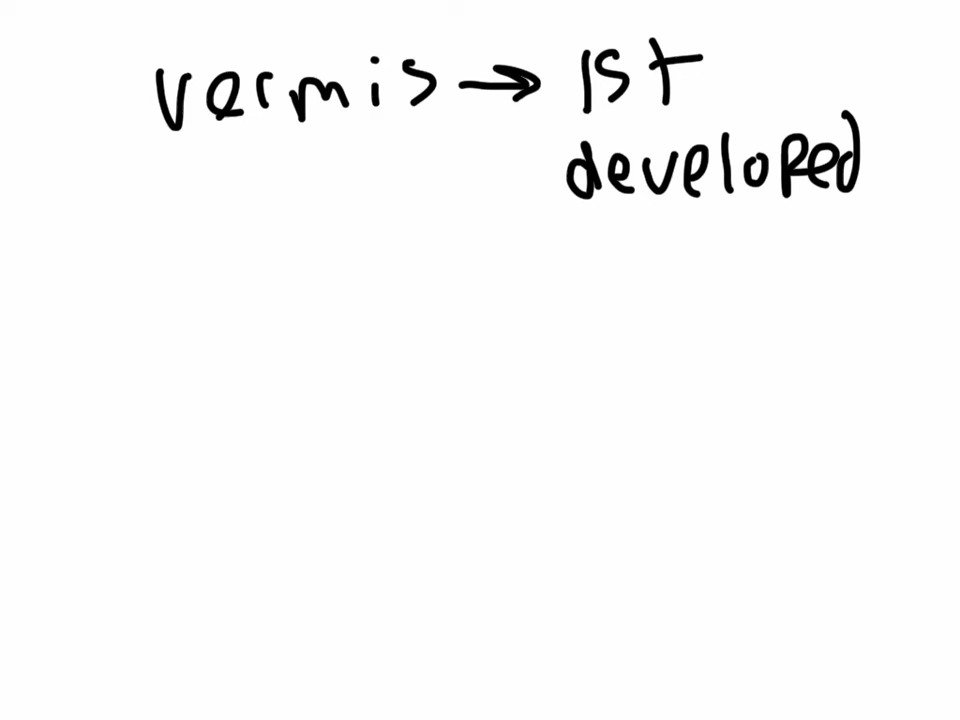 vermis → 1st
developed